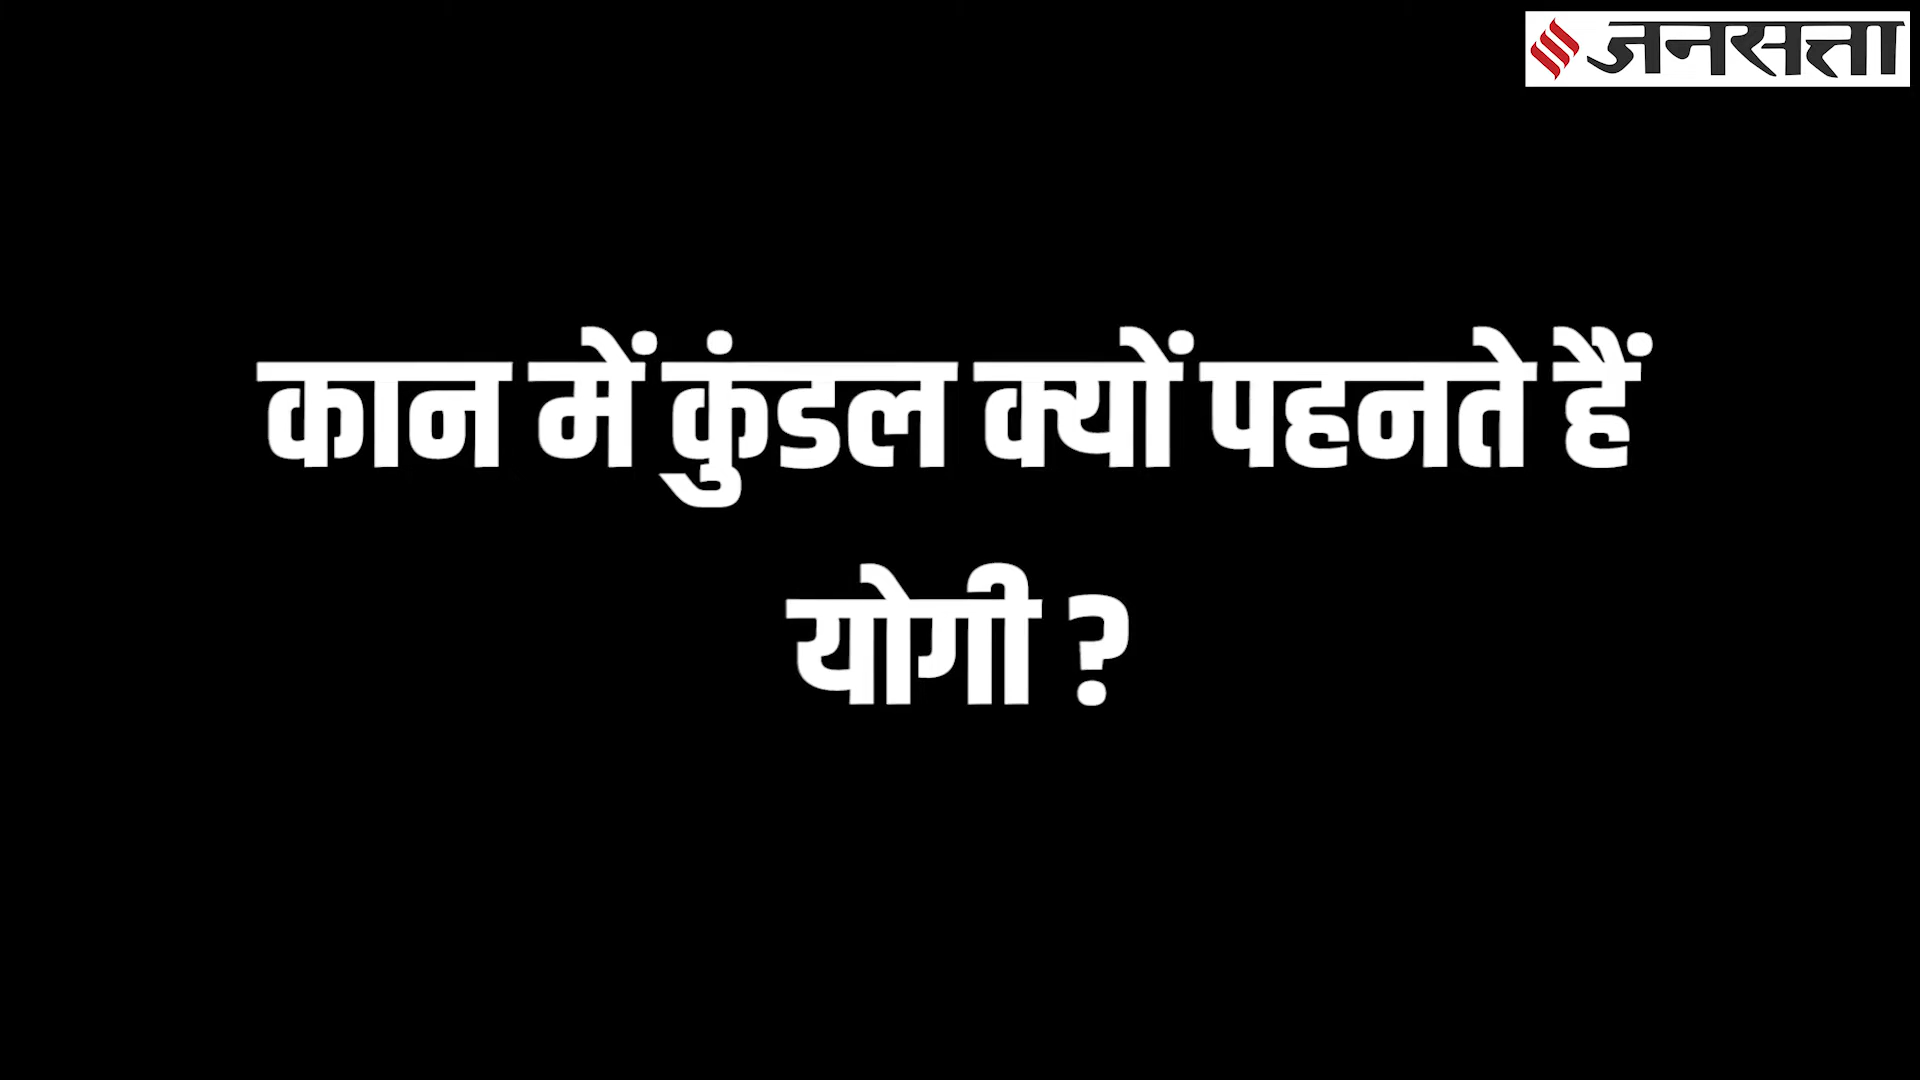 जनसत्ता
कान में कुंडल क्यों पहनते हैं
योगी ?